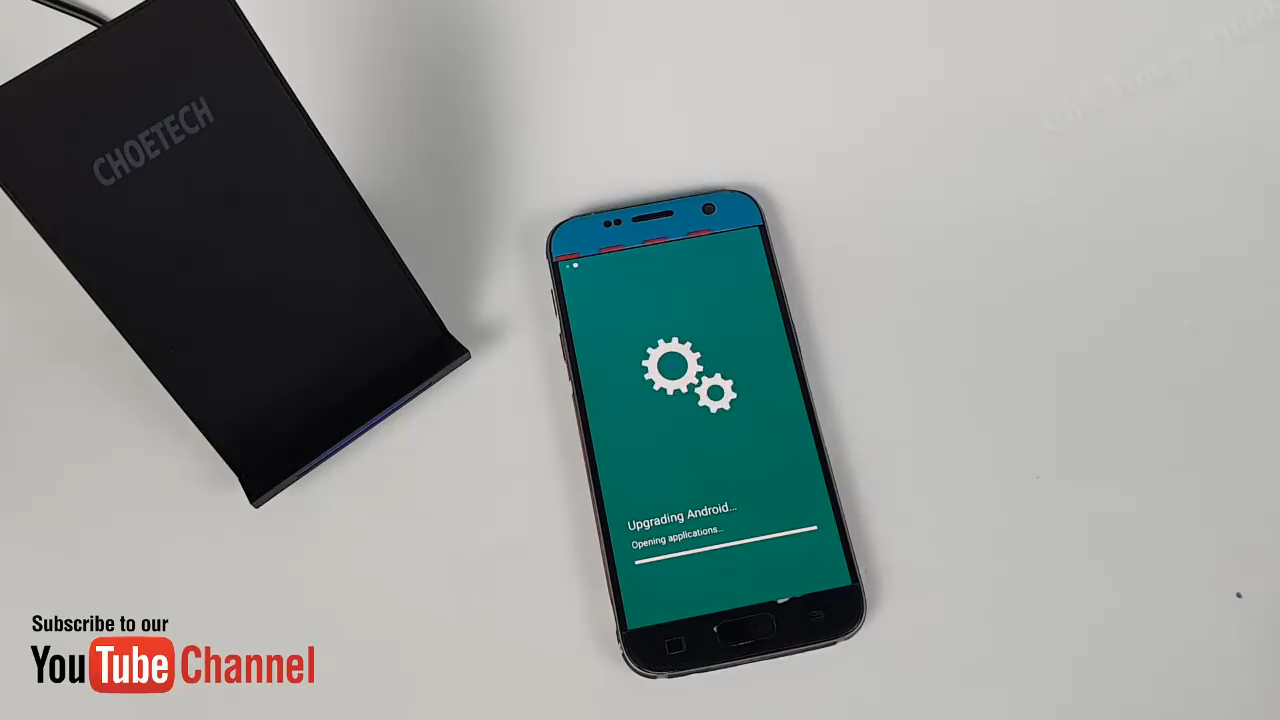 CHOETECH
Upgrading Android...
Opening applications...
Subscribe to our
YouTube Channel